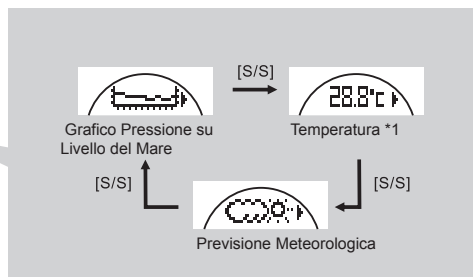 [S/S]
28.8°C
Grafico Pressione su
Livello del Mare
Temperatura *1
[S/S]
[S/S]
Previsione Meteorologica